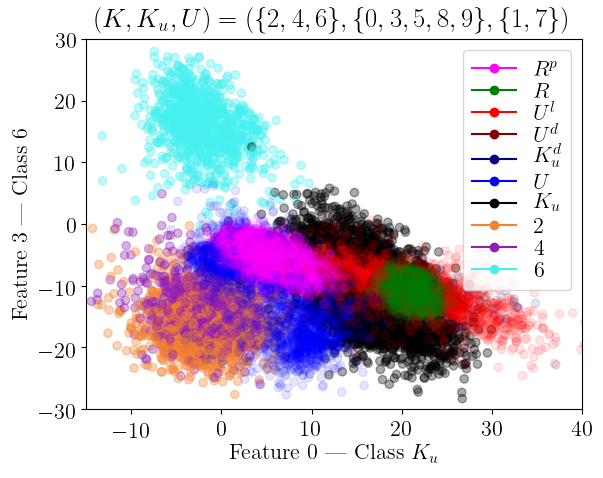 (K, K_u, U) = ({2, 4, 6}, {0, 3, 5, 8, 9}, {1, 7})
30
20
10
0
−10
−20
−30
Feature 3 — Class 6
R^p
R
U^l
U^d
K_u^d
U
K_u
2
4
6
−10
0
10
20
30
40
Feature 0 — Class K_u